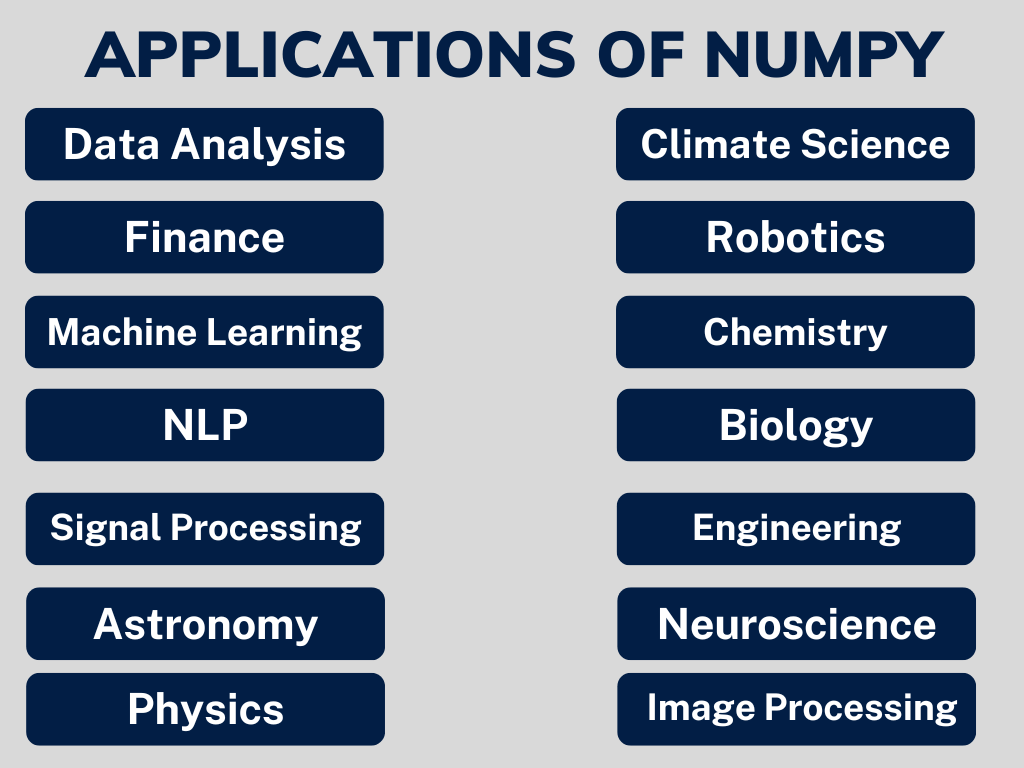 APPLICATIONS OF NUMPY
Data Analysis
Finance
Machine Learning
NLP
Signal Processing
Astronomy
Physics
Climate Science
Robotics
Chemistry
Biology
Engineering
Neuroscience
Image Processing